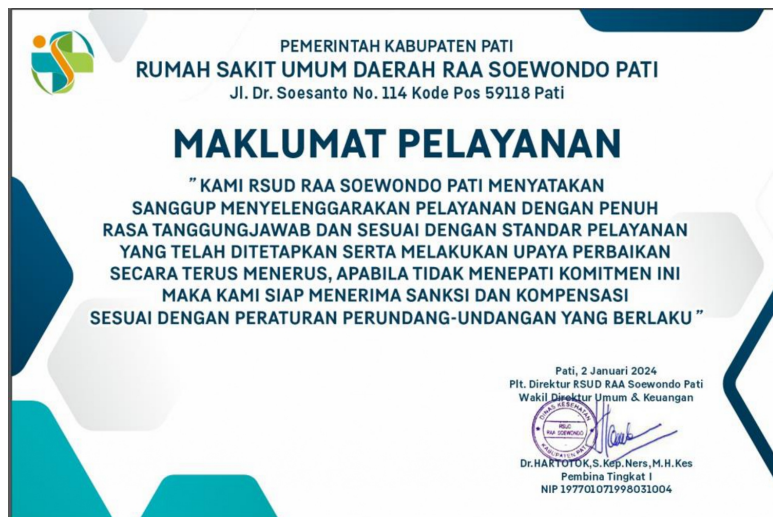 PEMERINTAH KABUPATEN PATI
RUMAH SAKIT UMUM DAERAH RAA SOEWONDO PATI
Jl. Dr. Soesanto No. 114 Kode Pos 59118 Pati
MAKLUMAT PELAYANAN
" KAMI RSUD RAA SOEWONDO PATI MENYATAKAN
SANGGUP MENYELENGGARAKAN PELAYANAN DENGAN PENUH
RASA TANGGUNGJAWAB DAN SESUAI DENGAN STANDAR PELAYANAN
YANG TELAH DITETAPKAN SERTA MELAKUKAN UPAYA PERBAIKAN
SECARA TERUS MENERUS, APABILA TIDAK MENEPATI KOMITMEN INI
MAKA KAMI SIAP MENERIMA SANKSI DAN KOMPENSASI
SESUAI DENGAN PERATURAN PERUNDANG-UNDANGAN YANG BERLAKU "
Pati, 2 Januari 2024
Plt. Direktur RSUD RAA Soewondo Pati
Wakil Direktur Umum & Keuangan
DINAS KESEHATAN
RSUD
RAA SOEWONDO
KABUPATEN PATI
Dr.HARTOTOK,S.Kep.Ners,M.H.Kes
Pembina Tingkat I
NIP 197701071998031004